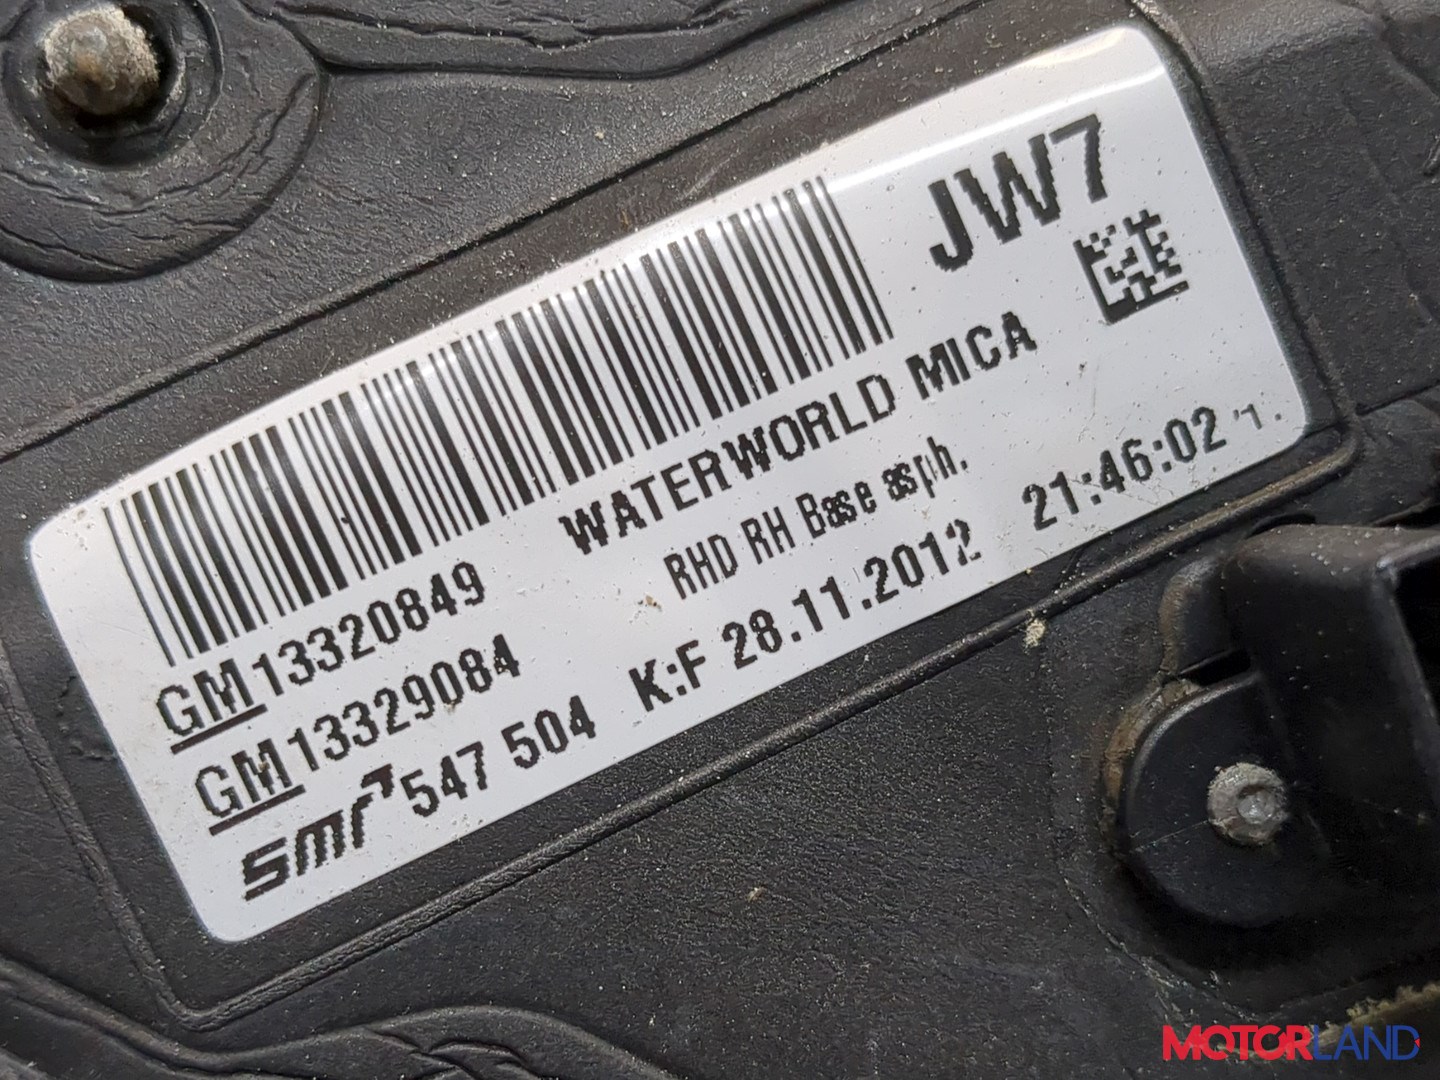 JW7
WATERWORLD MICA
GM13320849
RHD RH Base asph.
GM13329084
K:F 28.11.2012 21:46:02
smr 547 504
MOTORLAND